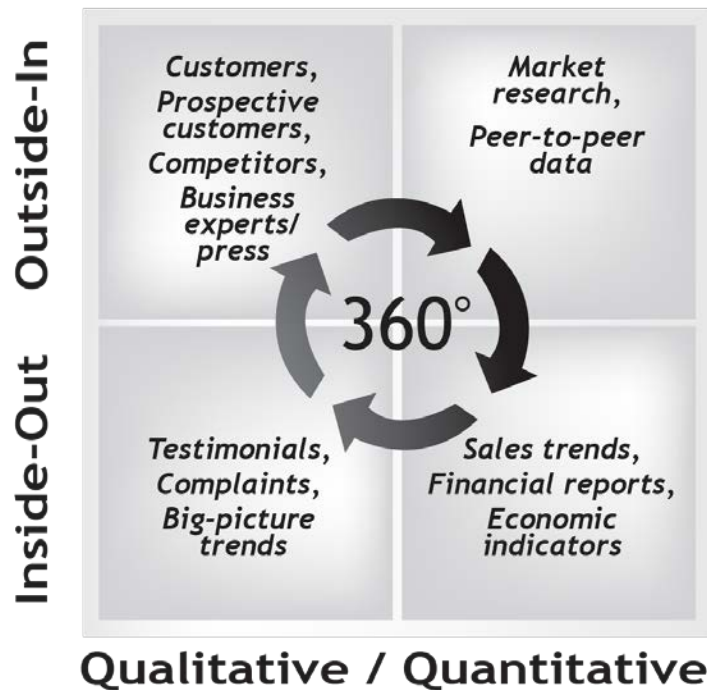 Outside-In
Customers,
Prospective
customers,
Competitors,
Business
experts/
press
Market
research,
Peer-to-peer
data
360°
Inside-Out
Testimonials,
Complaints,
Big-picture
trends
Sales trends,
Financial reports,
Economic
indicators
Qualitative / Quantitative